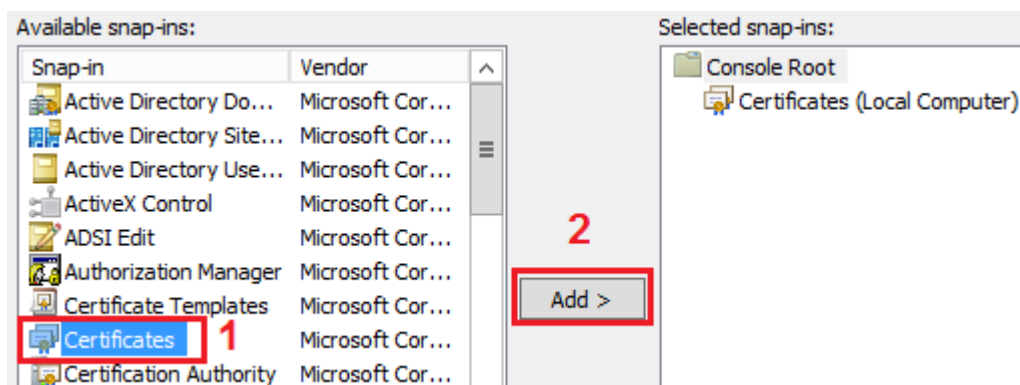 Available snap-ins:
Selected snap-ins:
Snap-in Vendor
Active Directory Do... Microsoft Cor...
Active Directory Site... Microsoft Cor...
Active Directory Use... Microsoft Cor...
ActiveX Control Microsoft Cor...
ADSI Edit Microsoft Cor...
Authorization Manager Microsoft Cor...
Certificate Templates Microsoft Cor...
Certificates 1 Microsoft Cor...
Certification Authority Microsoft Cor...
2
Add >
Console Root
Certificates (Local Computer)